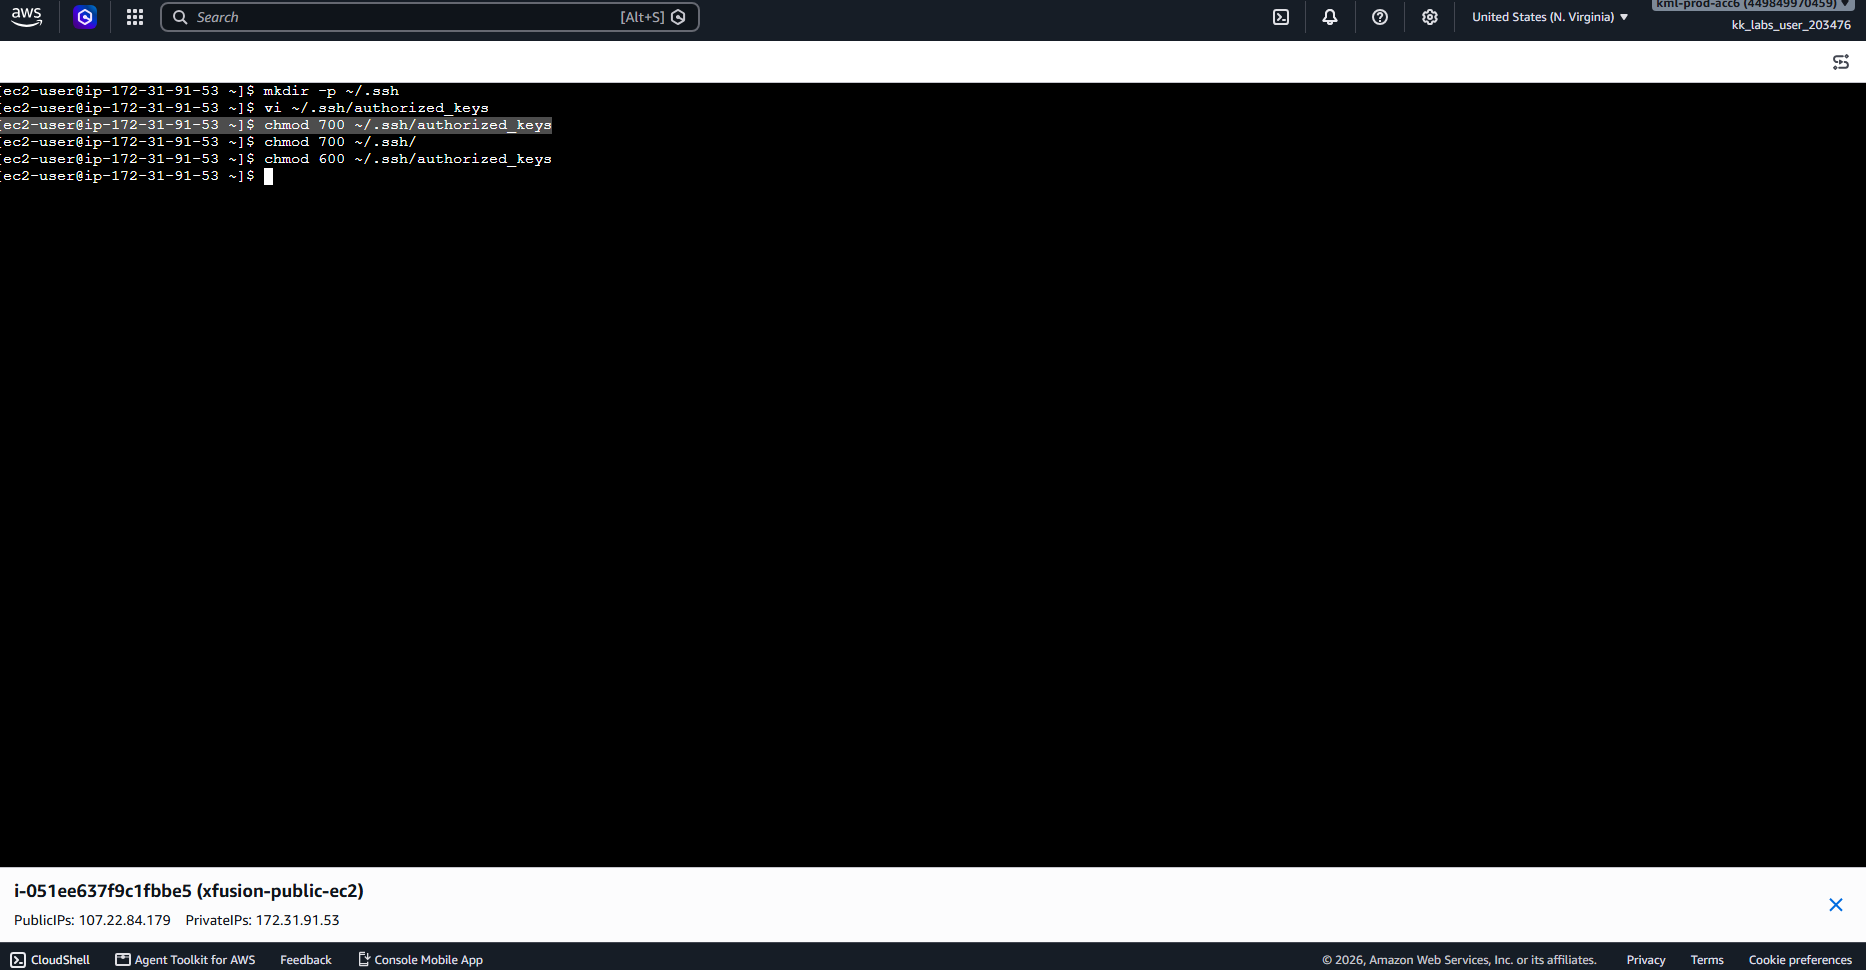 aws
Search
[Alt+S]
United States (N. Virginia)
kml-prod-acc6 (449849970459)
kk_labs_user_203476
[ec2-user@ip-172-31-91-53 ~]$ mkdir -p ~/.ssh
[ec2-user@ip-172-31-91-53 ~]$ vi ~/.ssh/authorized_keys
[ec2-user@ip-172-31-91-53 ~]$ chmod 700 ~/.ssh/authorized_keys
[ec2-user@ip-172-31-91-53 ~]$ chmod 700 ~/.ssh/
[ec2-user@ip-172-31-91-53 ~]$ chmod 600 ~/.ssh/authorized_keys
[ec2-user@ip-172-31-91-53 ~]$
i-051ee637f9c1fbbe5 (xfusion-public-ec2)
PublicIPs: 107.22.84.179 PrivateIPs: 172.31.91.53
CloudShell Agent Toolkit for AWS Feedback Console Mobile App © 2026, Amazon Web Services, Inc. or its affiliates. Privacy Terms Cookie preferences